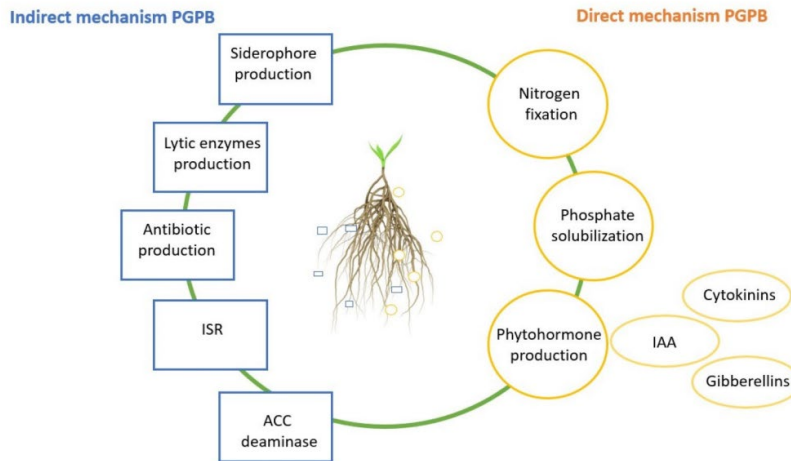 Indirect mechanism PGPB
Direct mechanism PGPB
Siderophore
production
Lytic enzymes
production
Antibiotic
production
ISR
ACC
deaminase
Nitrogen
fixation
Phosphate
solubilization
Phytohormone
production
Cytokinins
IAA
Gibberellins